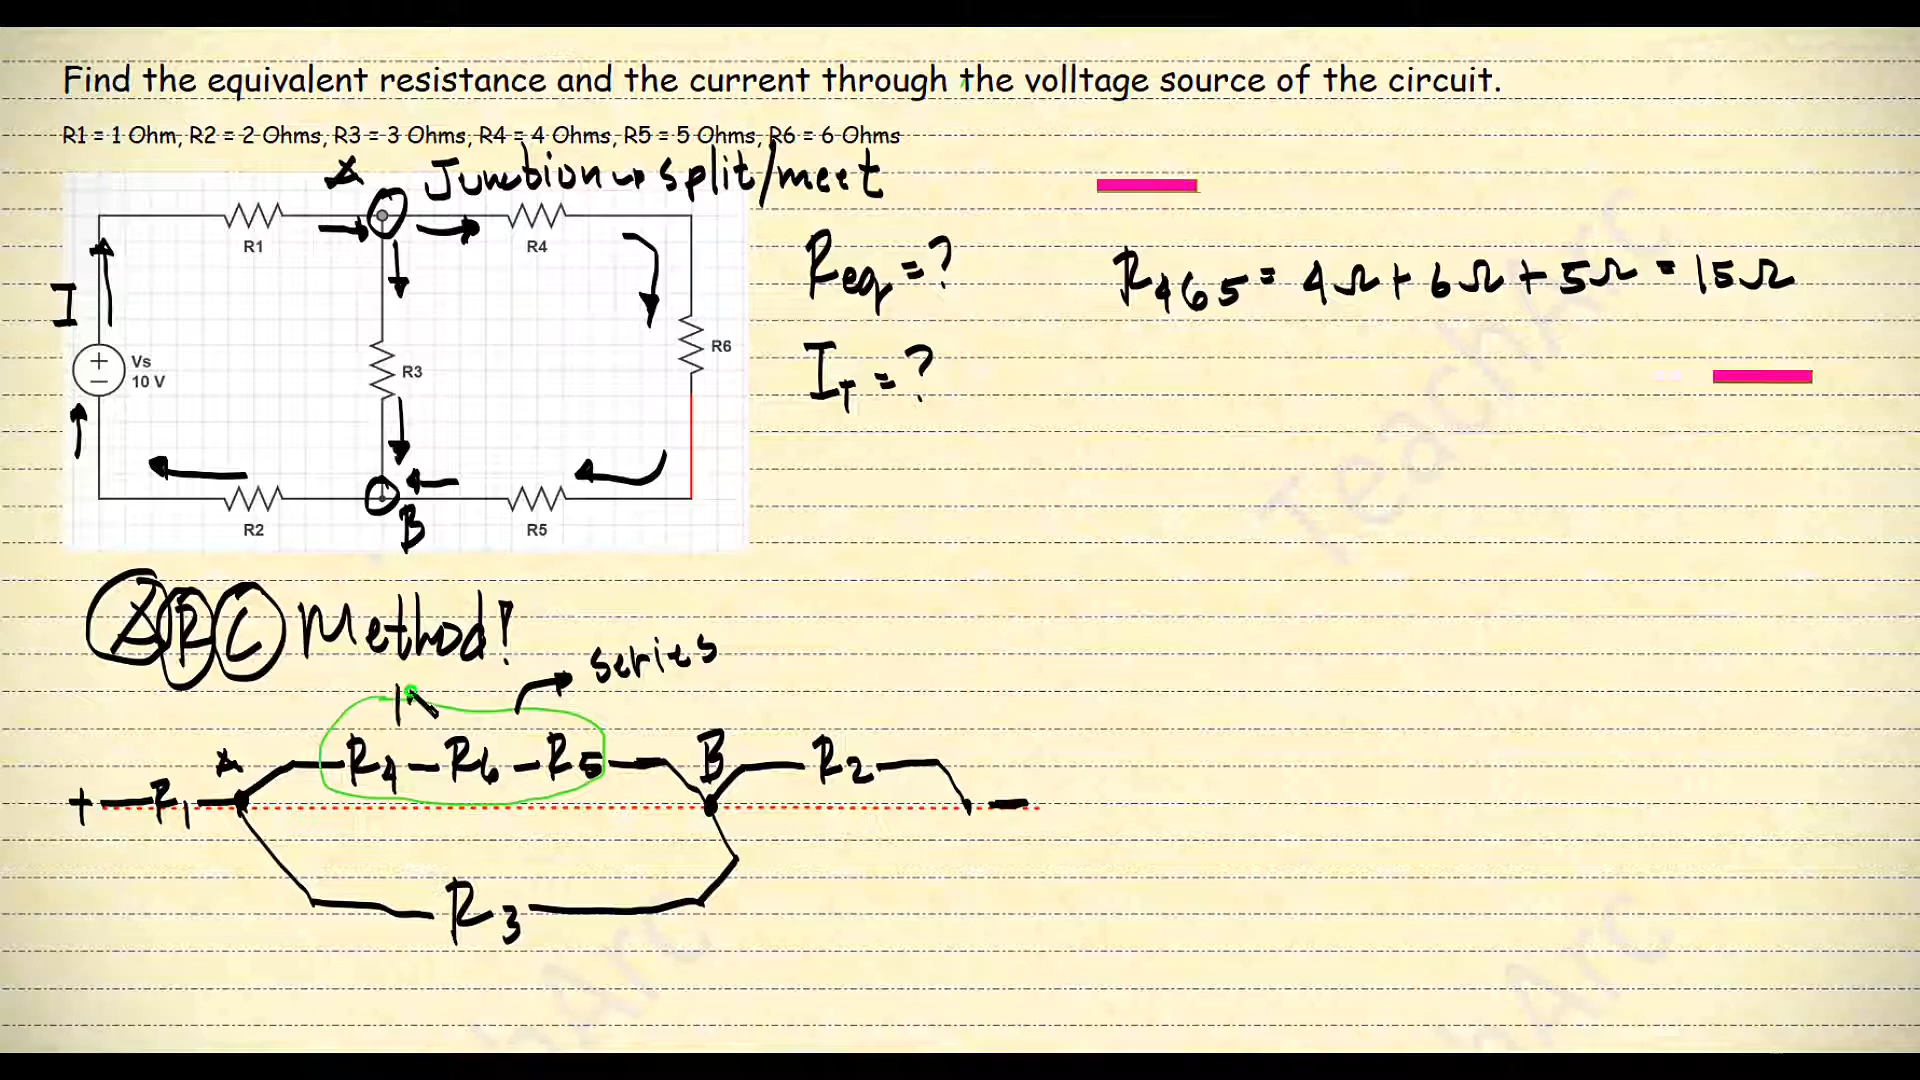 Find the equivalent resistance and the current through the volltage source of the circuit.
R1 = 1 Ohm, R2 = 2 Ohms, R3 = 3 Ohms, R4 = 4 Ohms, R5 = 5 Ohms, R6 = 6 Ohms
A Junction → split/meet
R1
R4
Req = ?
R465 = 4Ω + 6Ω + 5Ω = 15Ω
I
Vs
10 V
R3
R6
IT = ?
R2
B
R5
ABC Method!
series
A R4 - R6 - R5 B R2
+ R1 -
R3
TeachArc
hArc
hArc